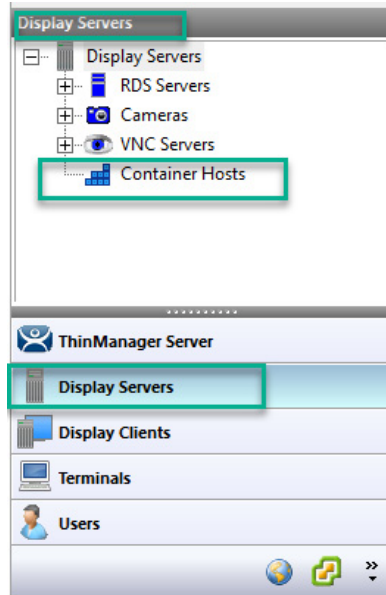 Display Servers
Display Servers
RDS Servers
Cameras
VNC Servers
Container Hosts
ThinManager Server
Display Servers
Display Clients
Terminals
Users